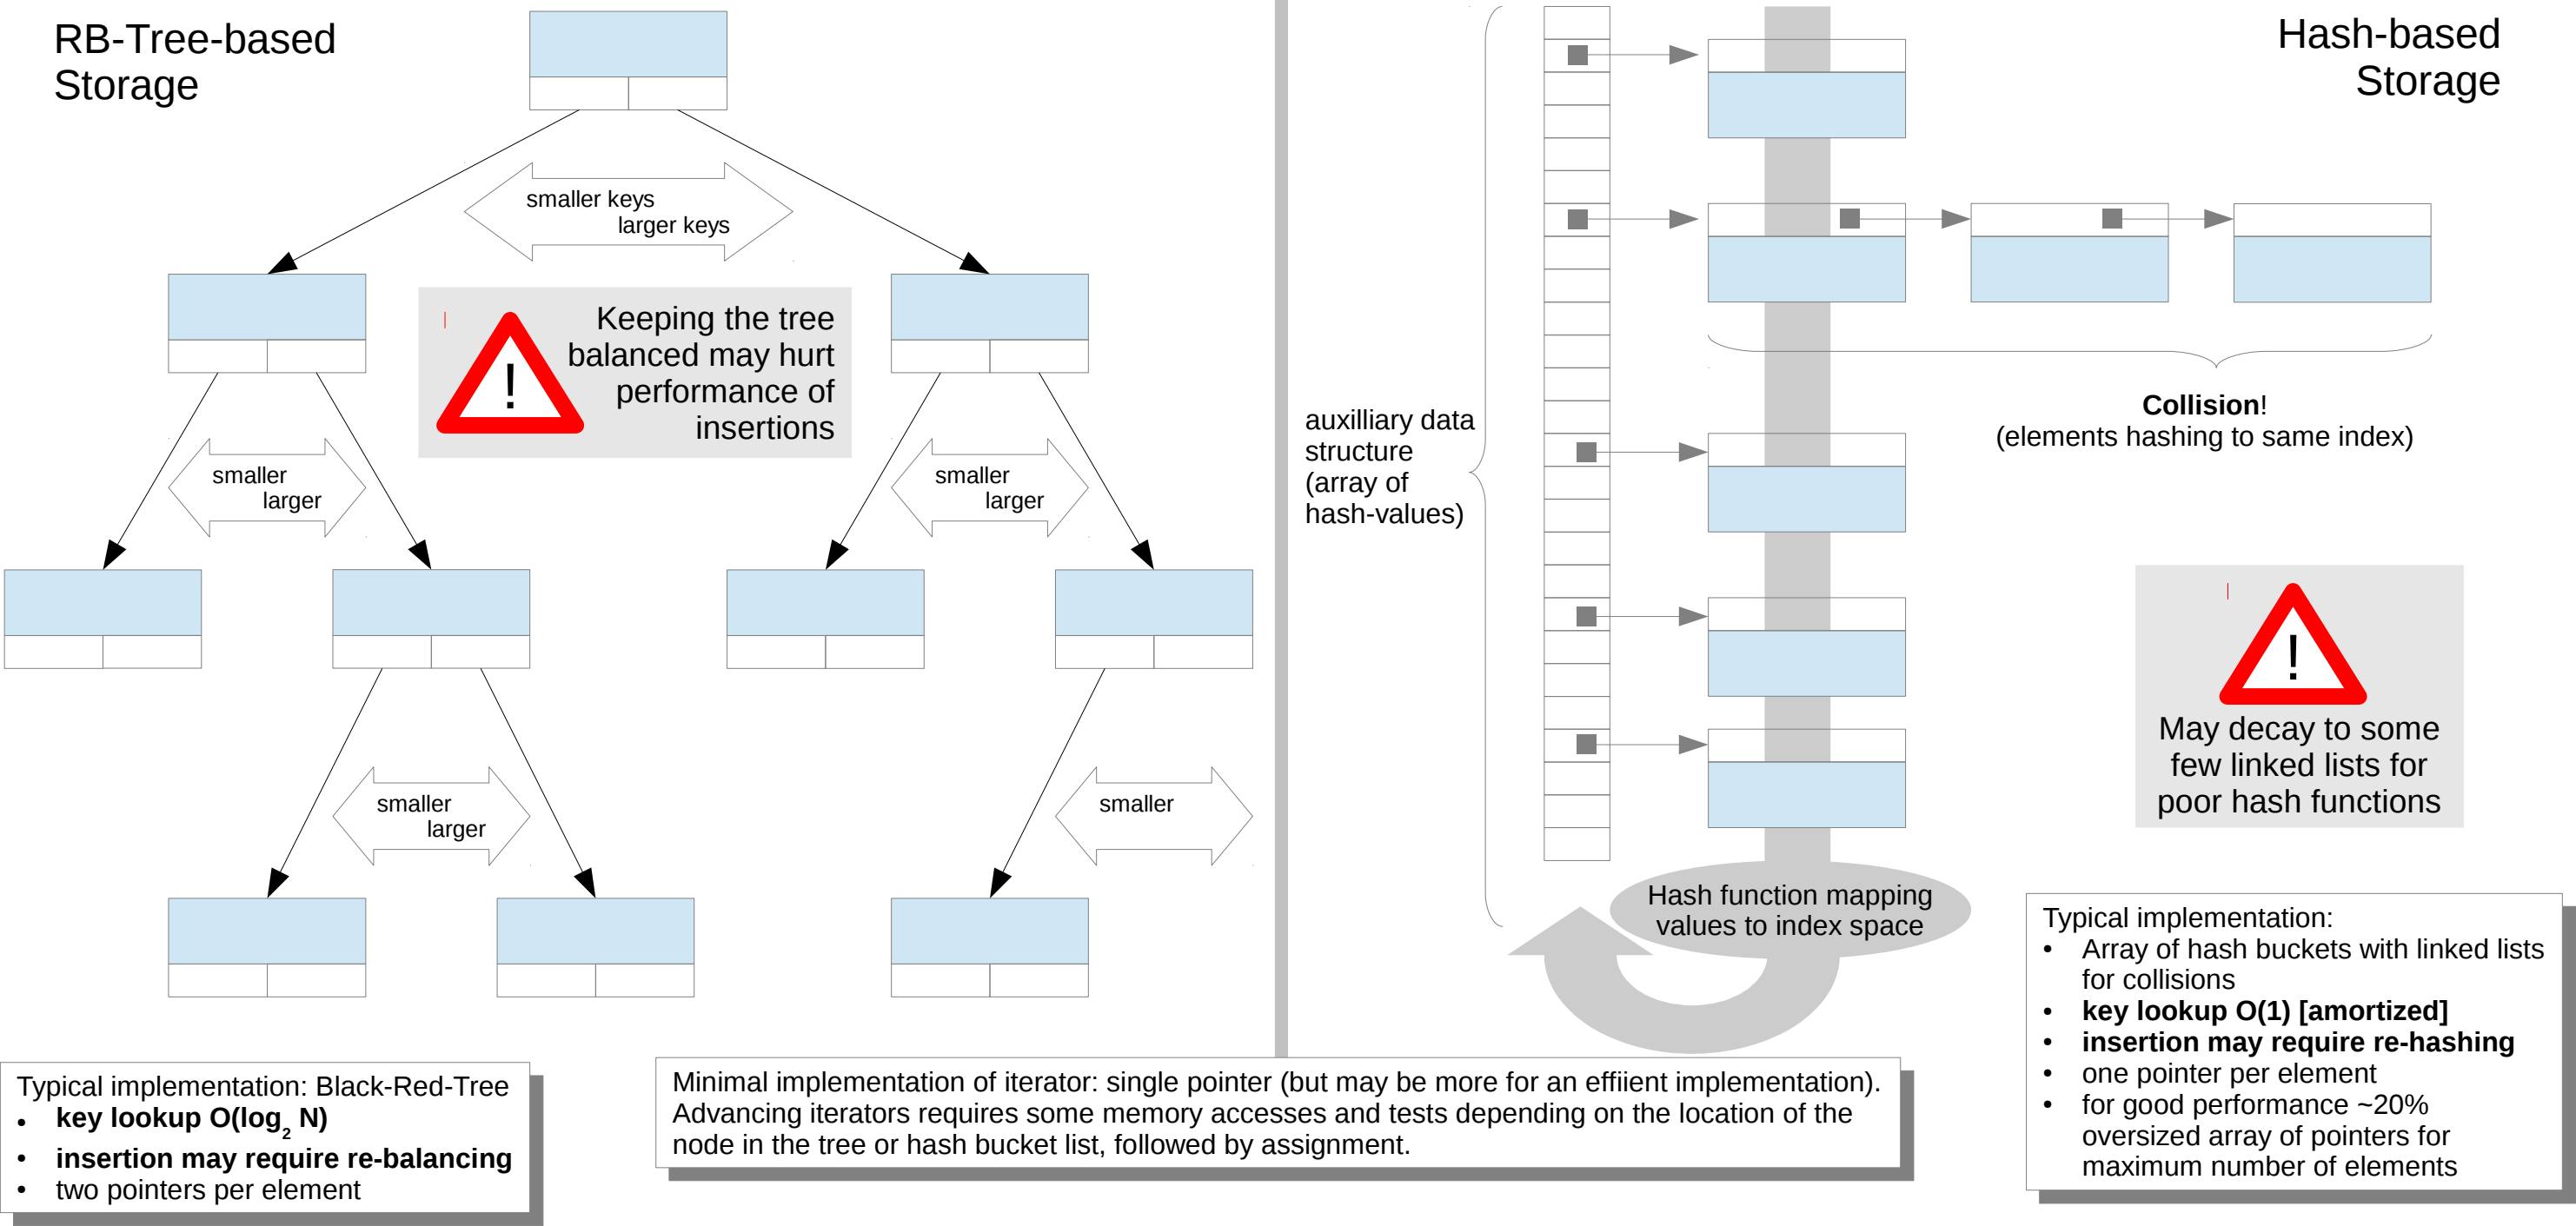 RB-Tree-based
Storage
smaller keys
larger keys
!
Keeping the tree
balanced may hurt
performance of
insertions
smaller
larger
smaller
larger
smaller
larger
smaller
Typical implementation: Black-Red-Tree
• key lookup O(log2 N)
• insertion may require re-balancing
• two pointers per element
Hash-based
Storage
auxilliary data
structure
(array of
hash-values)
Collision!
(elements hashing to same index)
!
May decay to some
few linked lists for
poor hash functions
Hash function mapping
values to index space
Typical implementation:
• Array of hash buckets with linked lists
for collisions
• key lookup O(1) [amortized]
• insertion may require re-hashing
• one pointer per element
• for good performance ~20%
oversized array of pointers for
maximum number of elements
Minimal implementation of iterator: single pointer (but may be more for an effiient implementation).
Advancing iterators requires some memory accesses and tests depending on the location of the
node in the tree or hash bucket list, followed by assignment.